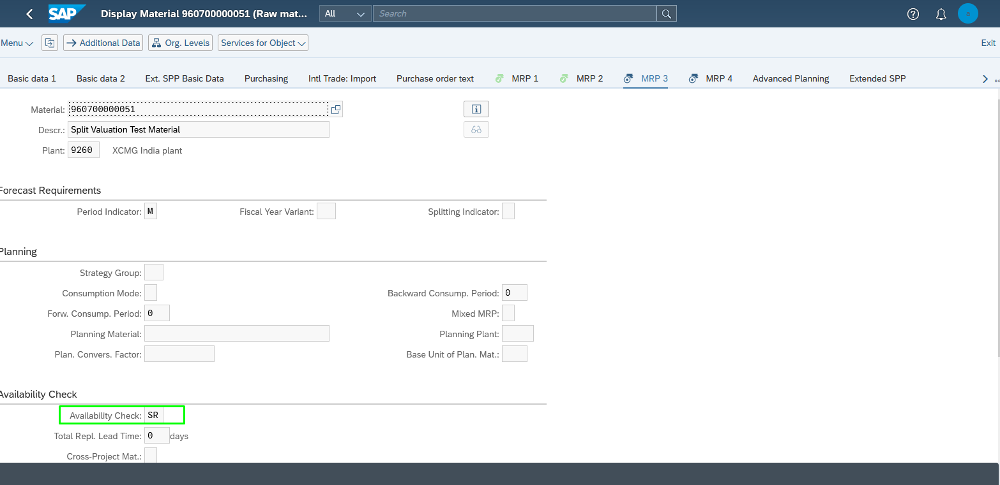 SAP Display Material 960700000051 (Raw mat... All Search
Menu Additional Data Org. Levels Services for Object Exit
Basic data 1 Basic data 2 Ext. SPP Basic Data Purchasing Intl Trade: Import Purchase order text MRP 1 MRP 2 MRP 3 MRP 4 Advanced Planning Extended SPP
Material: 960700000051
Descr.: Split Valuation Test Material
Plant: 9260 XCMG India plant
Forecast Requirements
Period Indicator: M Fiscal Year Variant: Splitting Indicator:
Planning
Strategy Group:
Consumption Mode: Backward Consump. Period: 0
Forw. Consump. Period: 0 Mixed MRP:
Planning Material: Planning Plant:
Plan. Convers. Factor: Base Unit of Plan. Mat.:
Availability Check
Availability Check: SR
Total Repl. Lead Time: 0 days
Cross-Project Mat.: